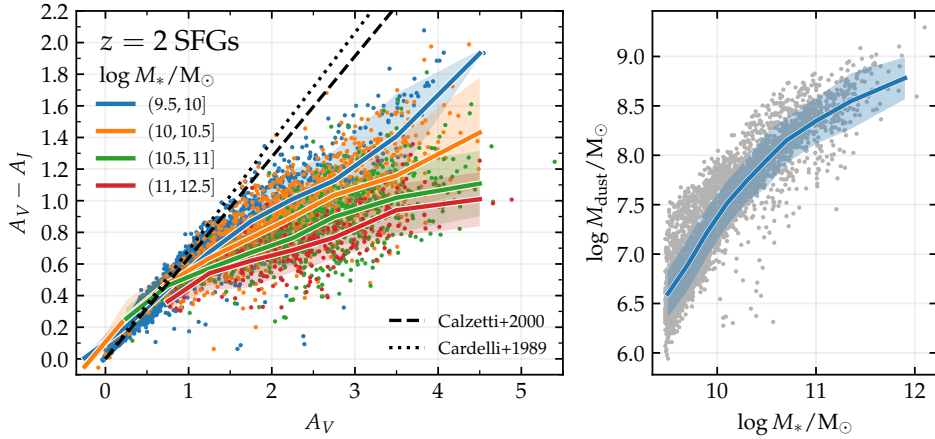 z = 2 SFGs
log M*/M☉
(9.5, 10]
(10, 10.5]
(10.5, 11]
(11, 12.5]
Calzetti+2000
Cardelli+1989
A_V − A_J
2.2
2.0
1.8
1.6
1.4
1.2
1.0
0.8
0.6
0.4
0.2
0.0
0 1 2 3 4 5
A_V
log M_dust/M☉
9.0
8.5
8.0
7.5
7.0
6.5
6.0
10 11 12
log M*/M☉